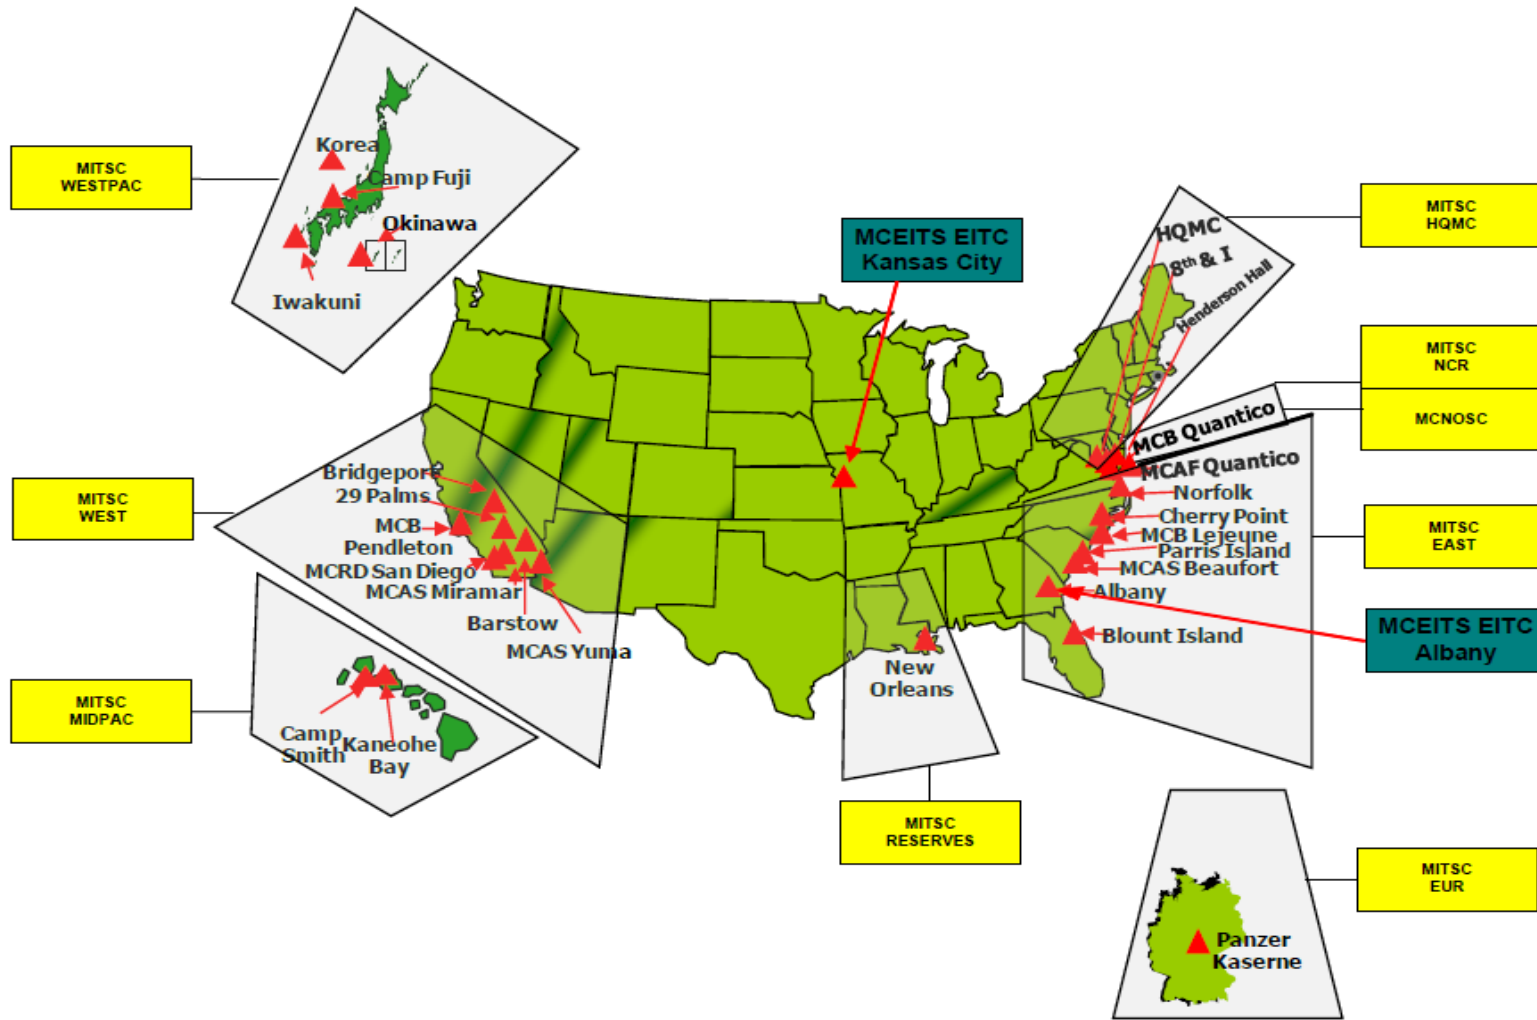 MITSC
WESTPAC
Korea
Camp Fuji
Okinawa
Iwakuni
MCEITS EITC
Kansas City
HQMC
8th & I
Henderson Hall
MITSC
HQMC
MITSC
NCR
MCNOSC
MCB Quantico
MCAF Quantico
Norfolk
Cherry Point
MCB Lejeune
Parris Island
MCAS Beaufort
Albany
Blount Island
MITSC
EAST
MCEITS EITC
Albany
MITSC
WEST
Bridgeport
29 Palms
MCB
Pendleton
MCRD San Diego
MCAS Miramar
Barstow
MCAS Yuma
MITSC
MIDPAC
Camp
Smith
Kaneohe
Bay
New
Orleans
MITSC
RESERVES
MITSC
EUR
Panzer
Kaserne